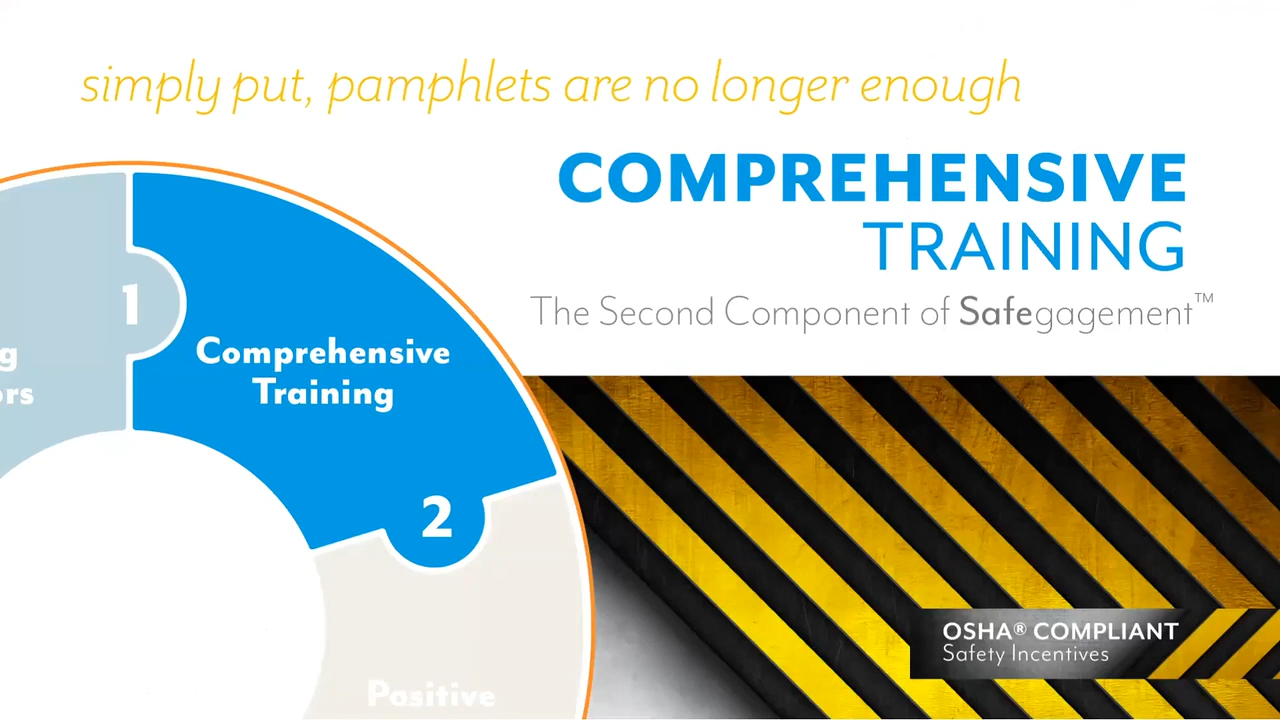 simply put, pamphlets are no longer enough
COMPREHENSIVE
TRAINING
The Second Component of Safegagement™
1
g
ors
Comprehensive
Training
2
Positive
OSHA® COMPLIANT
Safety Incentives